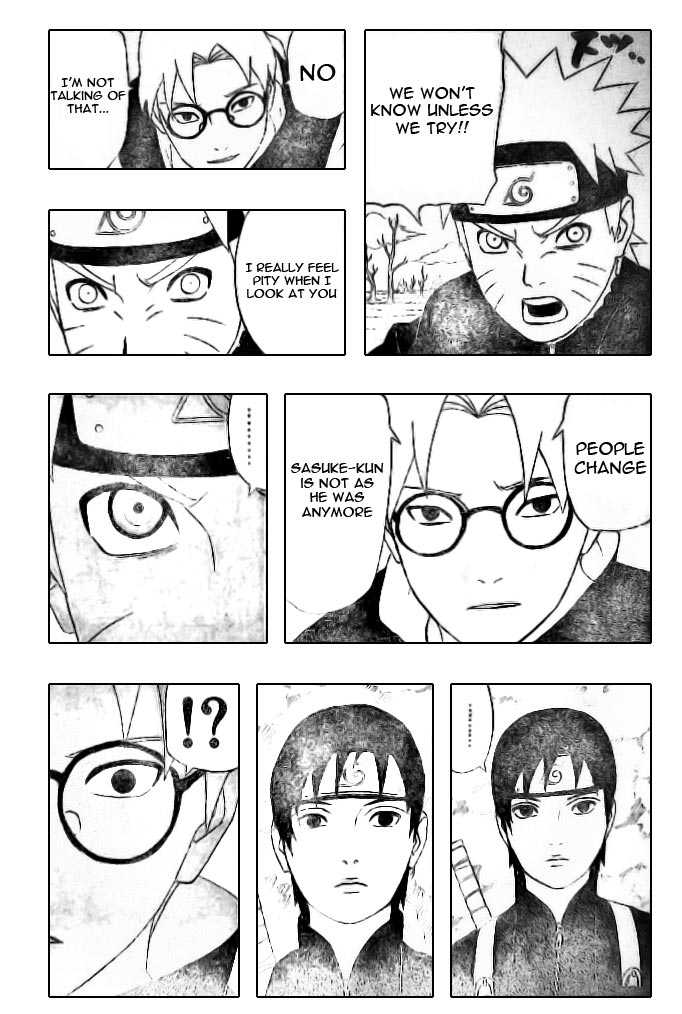 WE WON'T
KNOW UNLESS
WE TRY!!
NO
I'M NOT
TALKING OF
THAT...
I REALLY FEEL
PITY WHEN I
LOOK AT YOU
PEOPLE
CHANGE
SASUKE-KUN
IS NOT AS
HE WAS
ANYMORE
.........
.........
!?